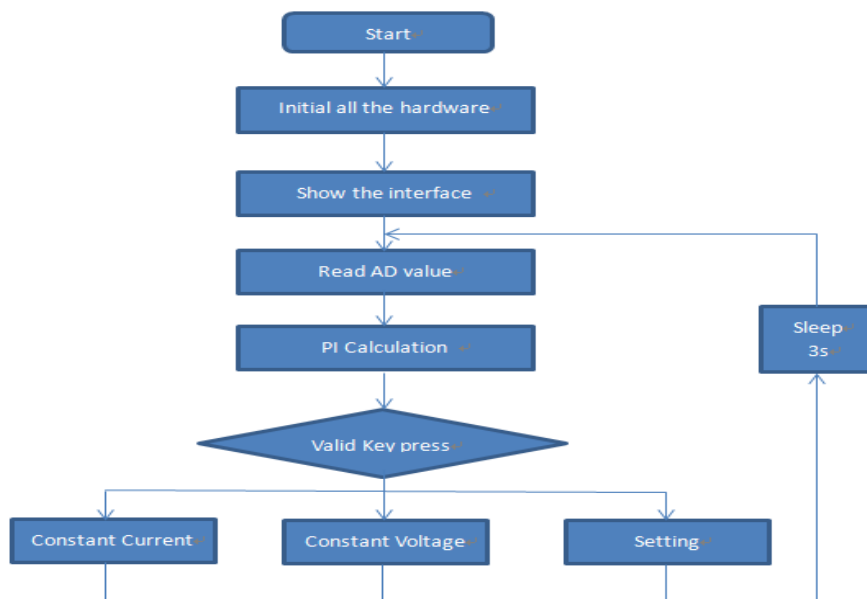 Start
Initial all the hardware
Show the interface
Read AD value
PI Calculation
Sleep
3s
Valid Key press
Constant Current
Constant Voltage
Setting